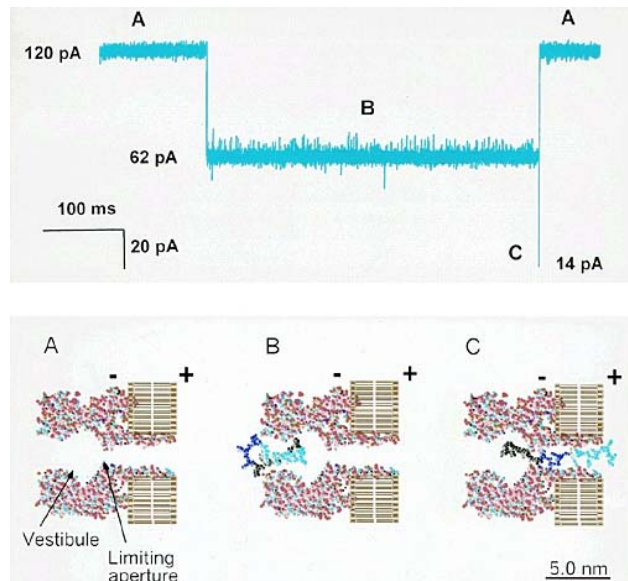 A A
120 pA
B
62 pA
100 ms
20 pA
C
14 pA
A B C
- + - + - +
Vestibule
Limiting
aperture
5.0 nm